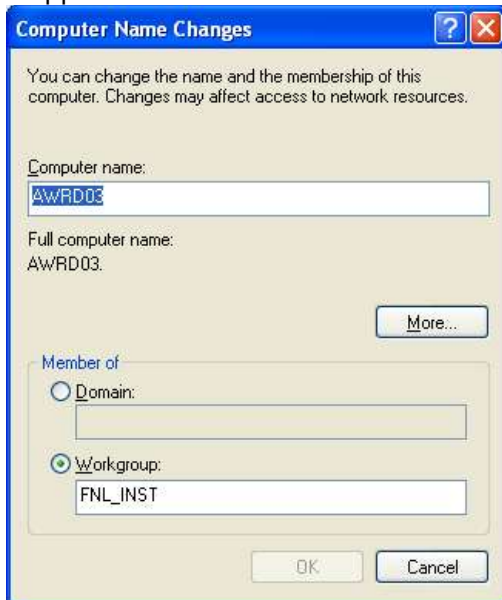 Computer Name Changes
You can change the name and the membership of this
computer. Changes may affect access to network resources.
Computer name:
AWRD03
Full computer name:
AWRD03.
More...
Member of
Domain:
Workgroup:
FNL_INST
OK
Cancel